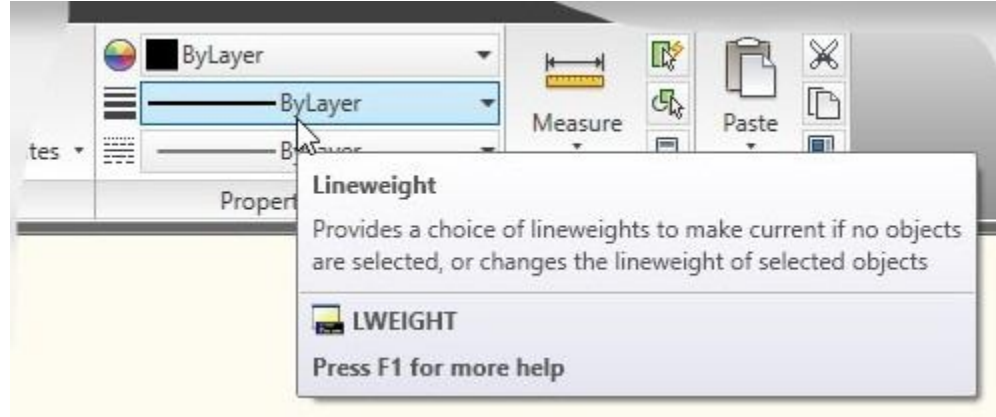 ByLayer
ByLayer
Measure
Paste
tes
Propert
Lineweight
Provides a choice of lineweights to make current if no objects
are selected, or changes the lineweight of selected objects
LWEIGHT
Press F1 for more help